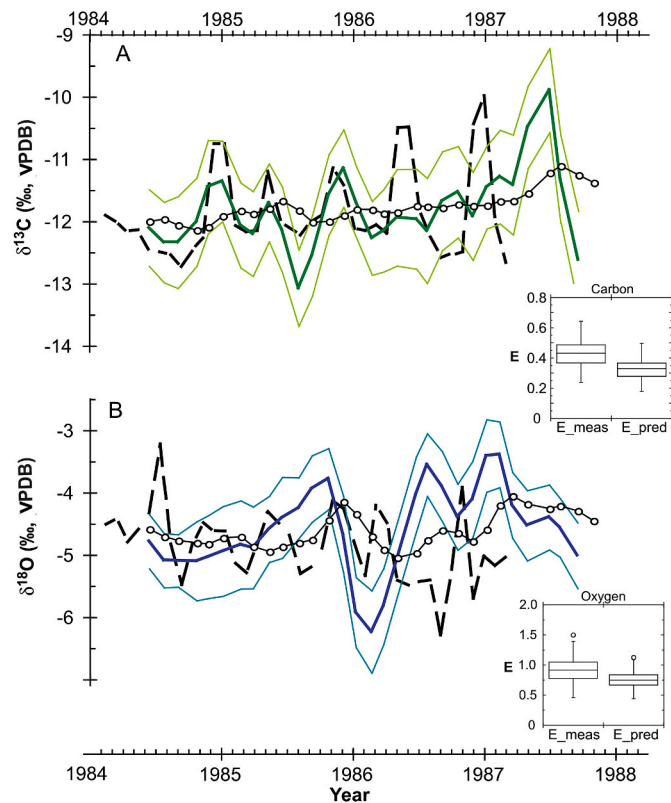 1984 1985 1986 1987 1988
-9
A
-10
-11
-12
-13
-14
δ13C (‰, VPDB)
Carbon
0.8
0.6
E
0.4
0.2
0
E_meas E_pred
B
-3
-4
-5
-6
δ18O (‰, VPDB)
Oxygen
2.0
1.5
E
1.0
0.5
0.0
E_meas E_pred
1984 1985 1986 1987 1988
Year